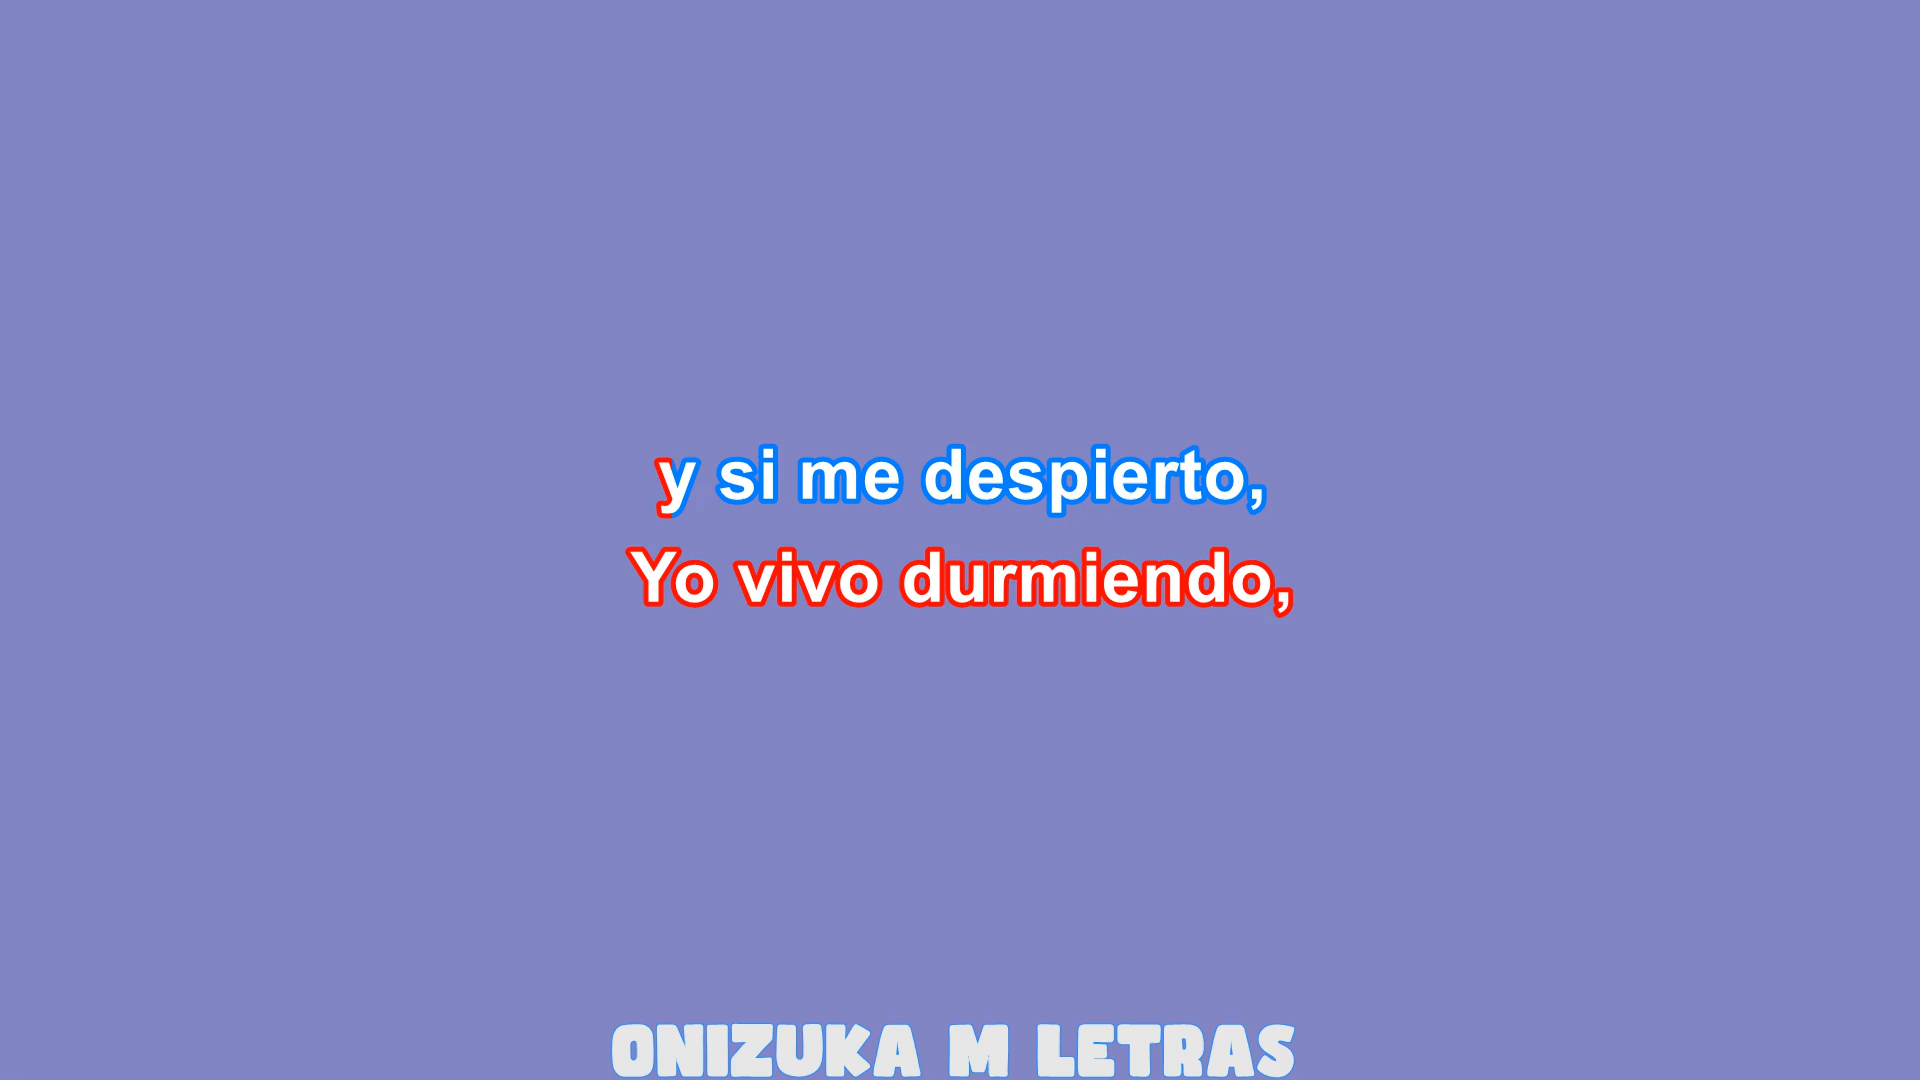 y si me despierto,
Yo vivo durmiendo,
ONIZUKA M LETRAS